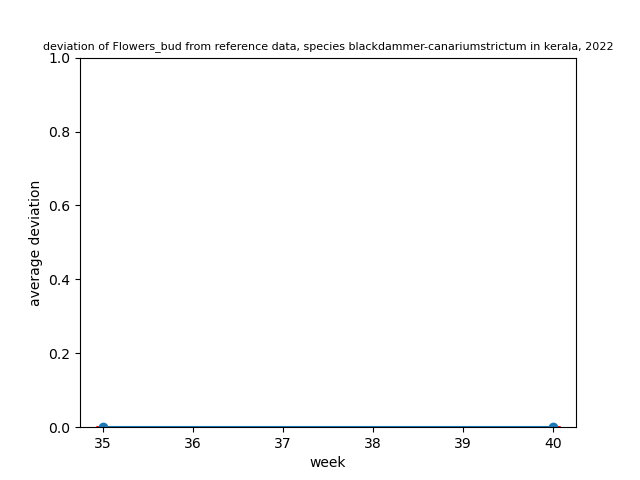 deviation of Flowers_bud from reference data, species blackdammer-canariumstrictum in kerala, 2022
1.0
0.8
0.6
0.4
0.2
0.0
average deviation
35 36 37 38 39 40
week